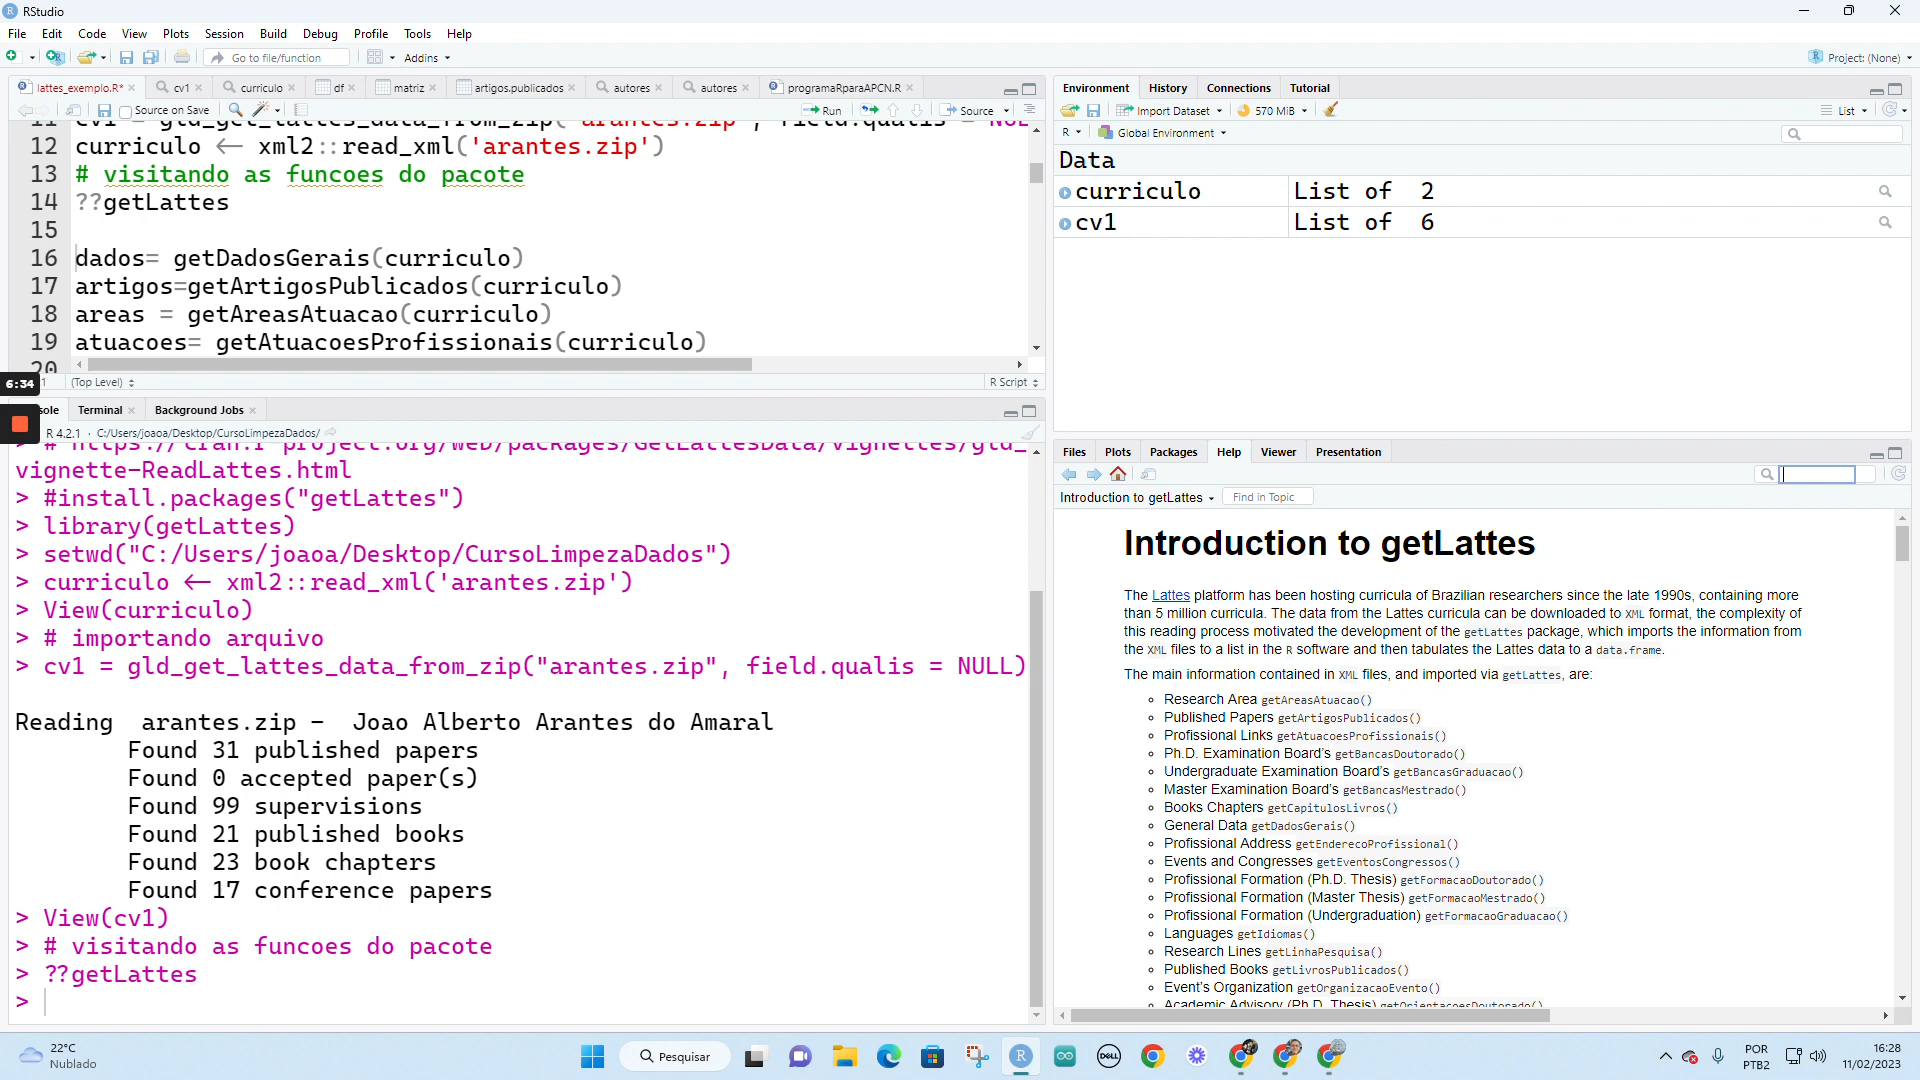 RStudio
File Edit Code View Plots Session Build Debug Profile Tools Help
Go to file/function Addins Project: (None)
lattes_exemplo.R* cv1 curriculo df matriz artigos.publicados autores autores programaRparaAPCN.R
Source on Save Run Source
12 curriculo <- xml2::read_xml('arantes.zip')
13 # visitando as funcoes do pacote
14 ??getLattes
15
16 dados= getDadosGerais(curriculo)
17 artigos=getArtigosPublicados(curriculo)
18 areas = getAreasAtuacao(curriculo)
19 atuacoes= getAtuacoesProfissionais(curriculo)
20
6:34
(Top Level) R Script
Terminal Background Jobs
R 4.2.1 · C:/Users/joaoa/Desktop/CursoLimpezaDados/
> # https://cran.r-project.org/web/packages/GetLattesData/vignettes/gld_
vignette-ReadLattes.html
> #install.packages("getLattes")
> library(getLattes)
> setwd("C:/Users/joaoa/Desktop/CursoLimpezaDados")
> curriculo <- xml2::read_xml('arantes.zip')
> View(curriculo)
> # importando arquivo
> cv1 = gld_get_lattes_data_from_zip("arantes.zip", field.qualis = NULL)
Reading arantes.zip - Joao Alberto Arantes do Amaral
Found 31 published papers
Found 0 accepted paper(s)
Found 99 supervisions
Found 21 published books
Found 23 book chapters
Found 17 conference papers
> View(cv1)
> # visitando as funcoes do pacote
> ??getLattes
>
Environment History Connections Tutorial
Import Dataset 570 MiB List
R Global Environment
Data
curriculo List of 2
cv1 List of 6
Files Plots Packages Help Viewer Presentation
Introduction to getLattes Find in Topic
Introduction to getLattes
The Lattes platform has been hosting curricula of Brazilian researchers since the late 1990s, containing more
than 5 million curricula. The data from the Lattes curricula can be downloaded to XML format, the complexity of
this reading process motivated the development of the getLattes package, which imports the information from
the XML files to a list in the R software and then tabulates the Lattes data to a data.frame.
The main information contained in XML files, and imported via getLattes, are:
Research Area getAreasAtuacao()
Published Papers getArtigosPublicados()
Profissional Links getAtuacoesProfissionais()
Ph.D. Examination Board's getBancasDoutorado()
Undergraduate Examination Board's getBancasGraduacao()
Master Examination Board's getBancasMestrado()
Books Chapters getCapitulosLivros()
General Data getDadosGerais()
Profissional Address getEnderecoProfissional()
Events and Congresses getEventosCongressos()
Profissional Formation (Ph.D. Thesis) getFormacaoDoutorado()
Profissional Formation (Master Thesis) getFormacaoMestrado()
Profissional Formation (Undergraduation) getFormacaoGraduacao()
Languages getIdiomas()
Research Lines getLinhaPesquisa()
Published Books getLivrosPublicados()
Event's Organization getOrganizacaoEvento()
Academic Advisory (Ph.D. Thesis) getOrientacoesDoutorado()
22°C
Nublado
Pesquisar
DELL
POR
PTB2
16:28
11/02/2023